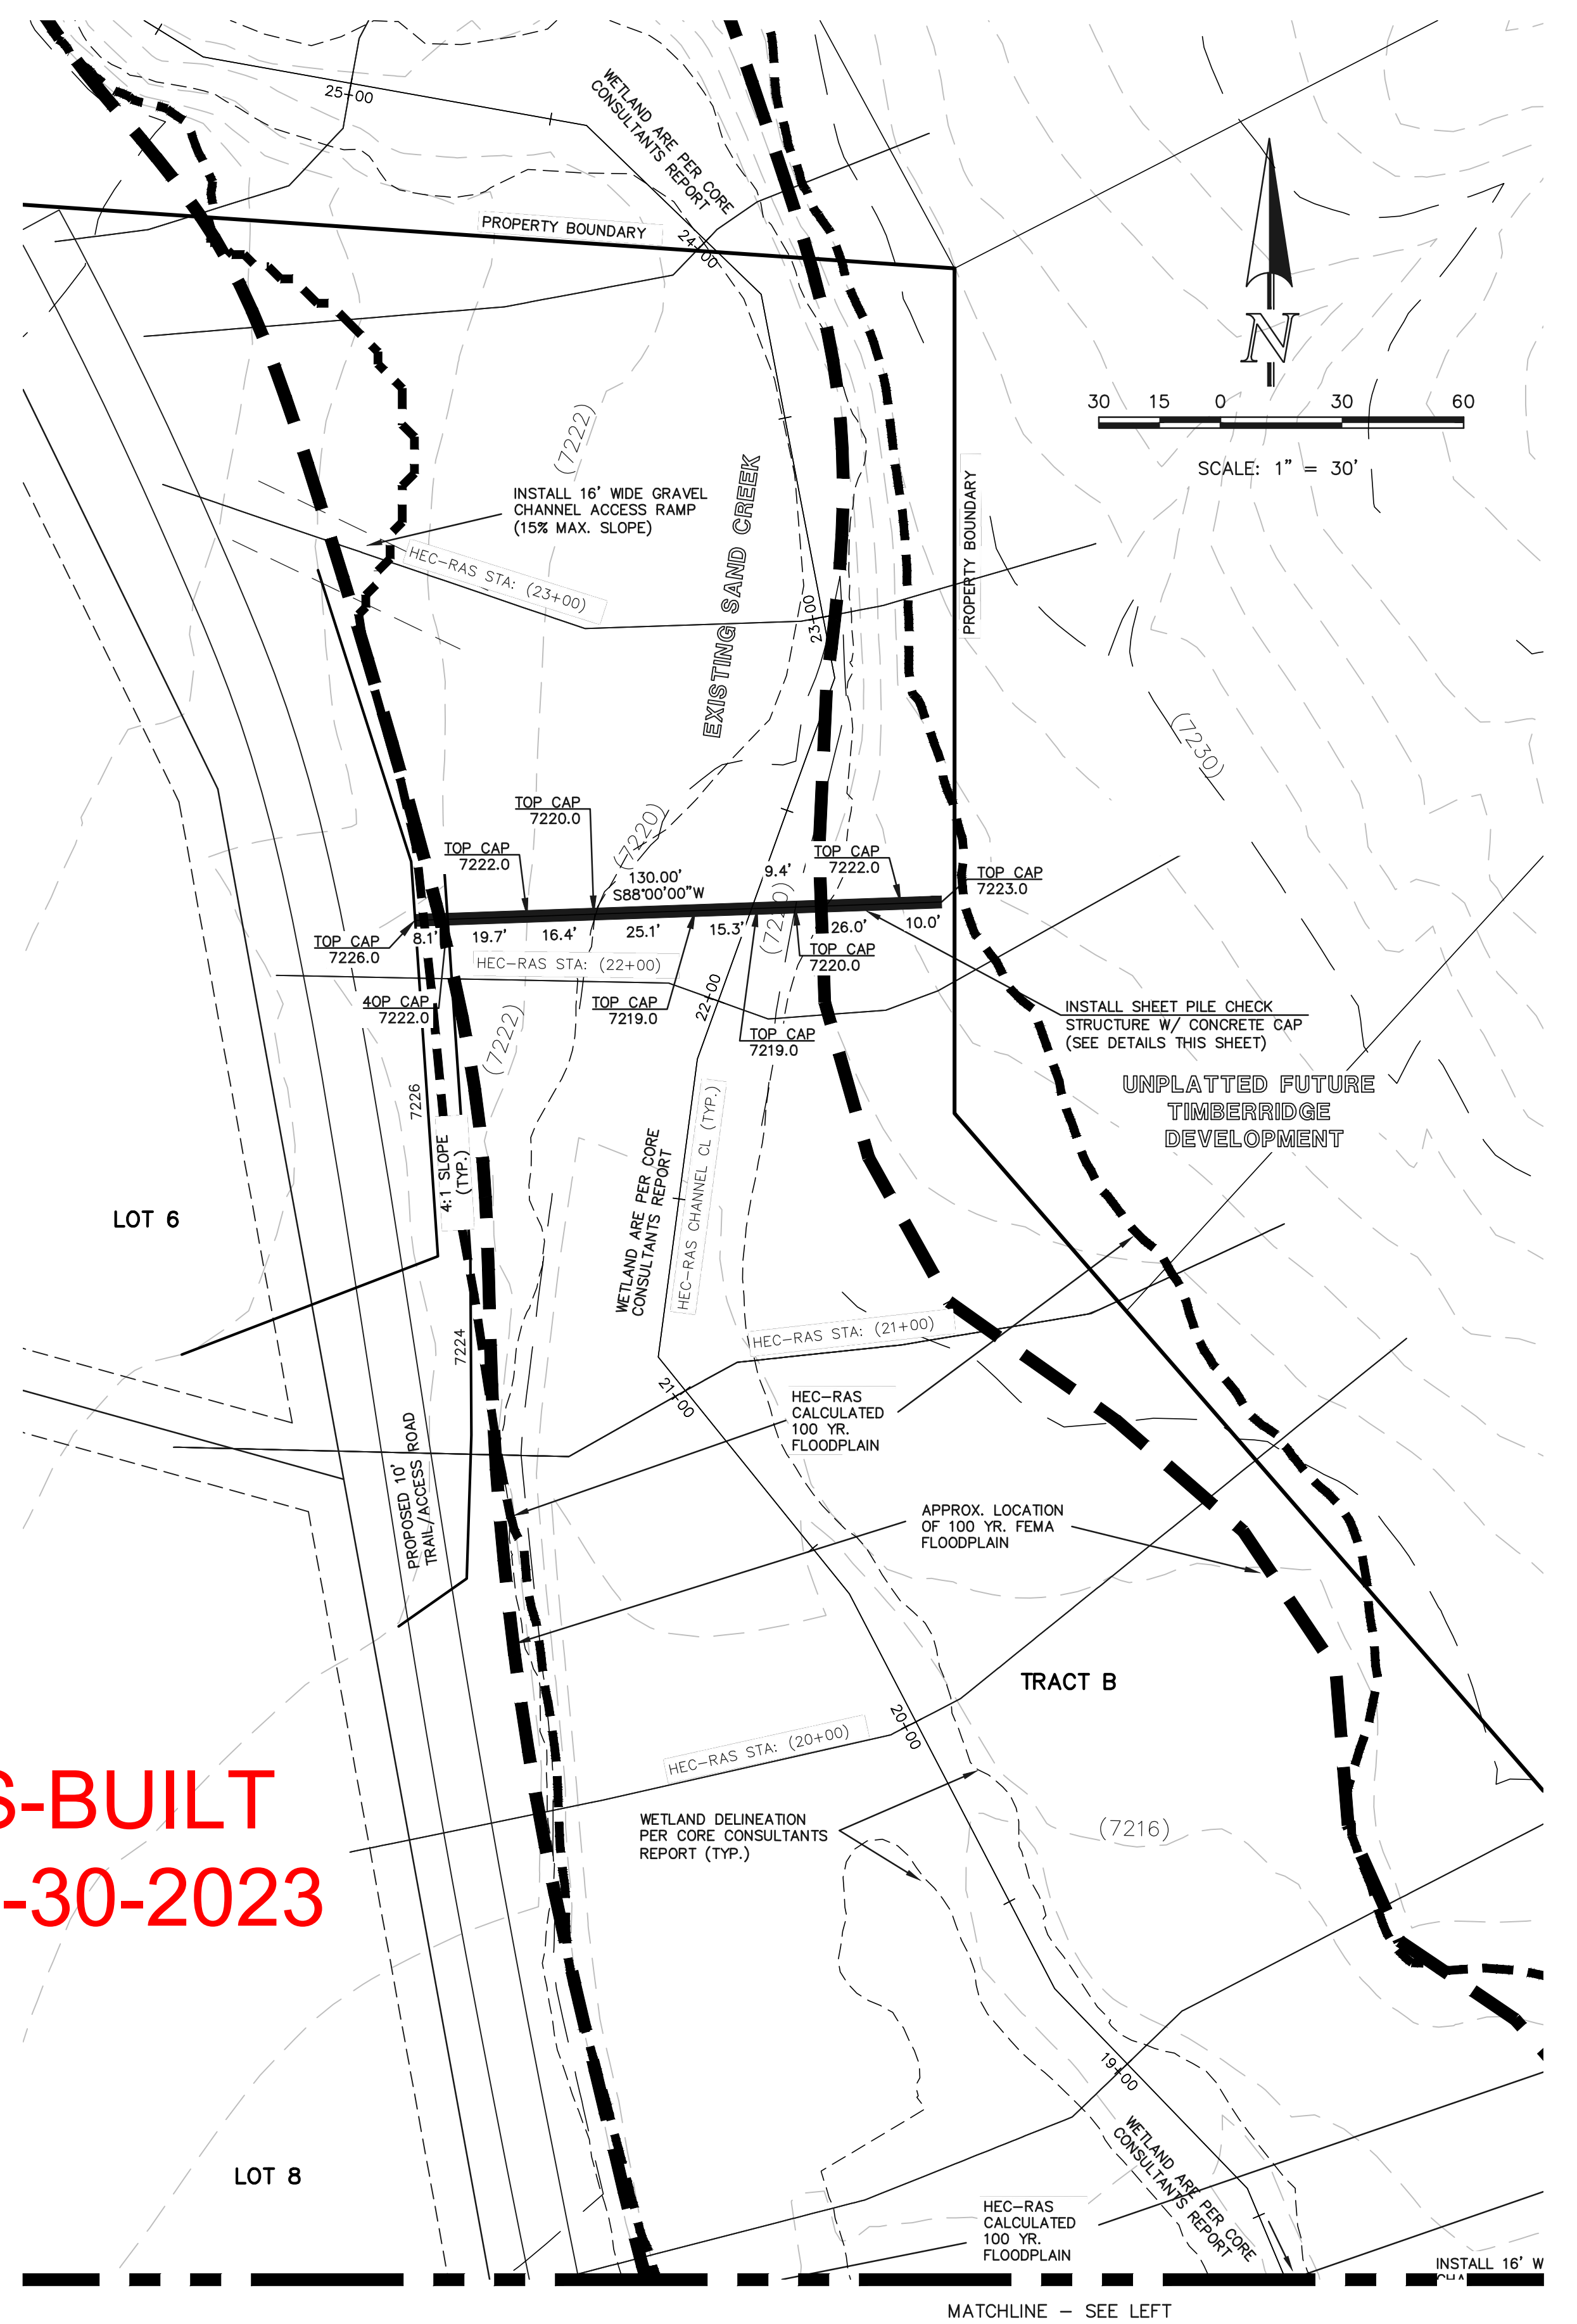 25+00
WETLAND ARE PER CORE
CONSULTANTS REPORT
PROPERTY BOUNDARY
24+00
N
30 15 0 30 60
SCALE: 1" = 30'
(7222)
INSTALL 16' WIDE GRAVEL
CHANNEL ACCESS RAMP
(15% MAX. SLOPE)
EXISTING SAND CREEK
PROPERTY BOUNDARY
HEC-RAS STA: (23+00)
23+00
(7230)
TOP CAP
7220.0
(7220)
TOP CAP
7222.0
130.00'
S88°00'00"W
9.4'
TOP CAP
7222.0
TOP CAP
7223.0
8.1' 19.7' 16.4' 25.1' 15.3' 26.0' 10.0'
TOP CAP
7226.0
HEC-RAS STA: (22+00)
TOP CAP
7220.0
4OP CAP
7222.0
(7222)
TOP CAP
7219.0
22+00
TOP CAP
7219.0
INSTALL SHEET PILE CHECK
STRUCTURE W/ CONCRETE CAP
(SEE DETAILS THIS SHEET)
UNPLATTED FUTURE
TIMBERRIDGE
DEVELOPMENT
7226
4:1 SLOPE
(TYP.)
WETLAND ARE PER CORE
CONSULTANTS REPORT
HEC-RAS CHANNEL CL (TYP.)
LOT 6
HEC-RAS STA: (21+00)
7224
21+00
HEC-RAS
CALCULATED
100 YR.
FLOODPLAIN
PROPOSED 10'
TRAIL/ACCESS ROAD
APPROX. LOCATION
OF 100 YR. FEMA
FLOODPLAIN
TRACT B
20+00
HEC-RAS STA: (20+00)
S-BUILT
-30-2023
WETLAND DELINEATION
PER CORE CONSULTANTS
REPORT (TYP.)
(7216)
19+00
WETLAND ARE PER CORE
CONSULTANTS REPORT
LOT 8
HEC-RAS
CALCULATED
100 YR.
FLOODPLAIN
INSTALL 16' W
MATCHLINE - SEE LEFT